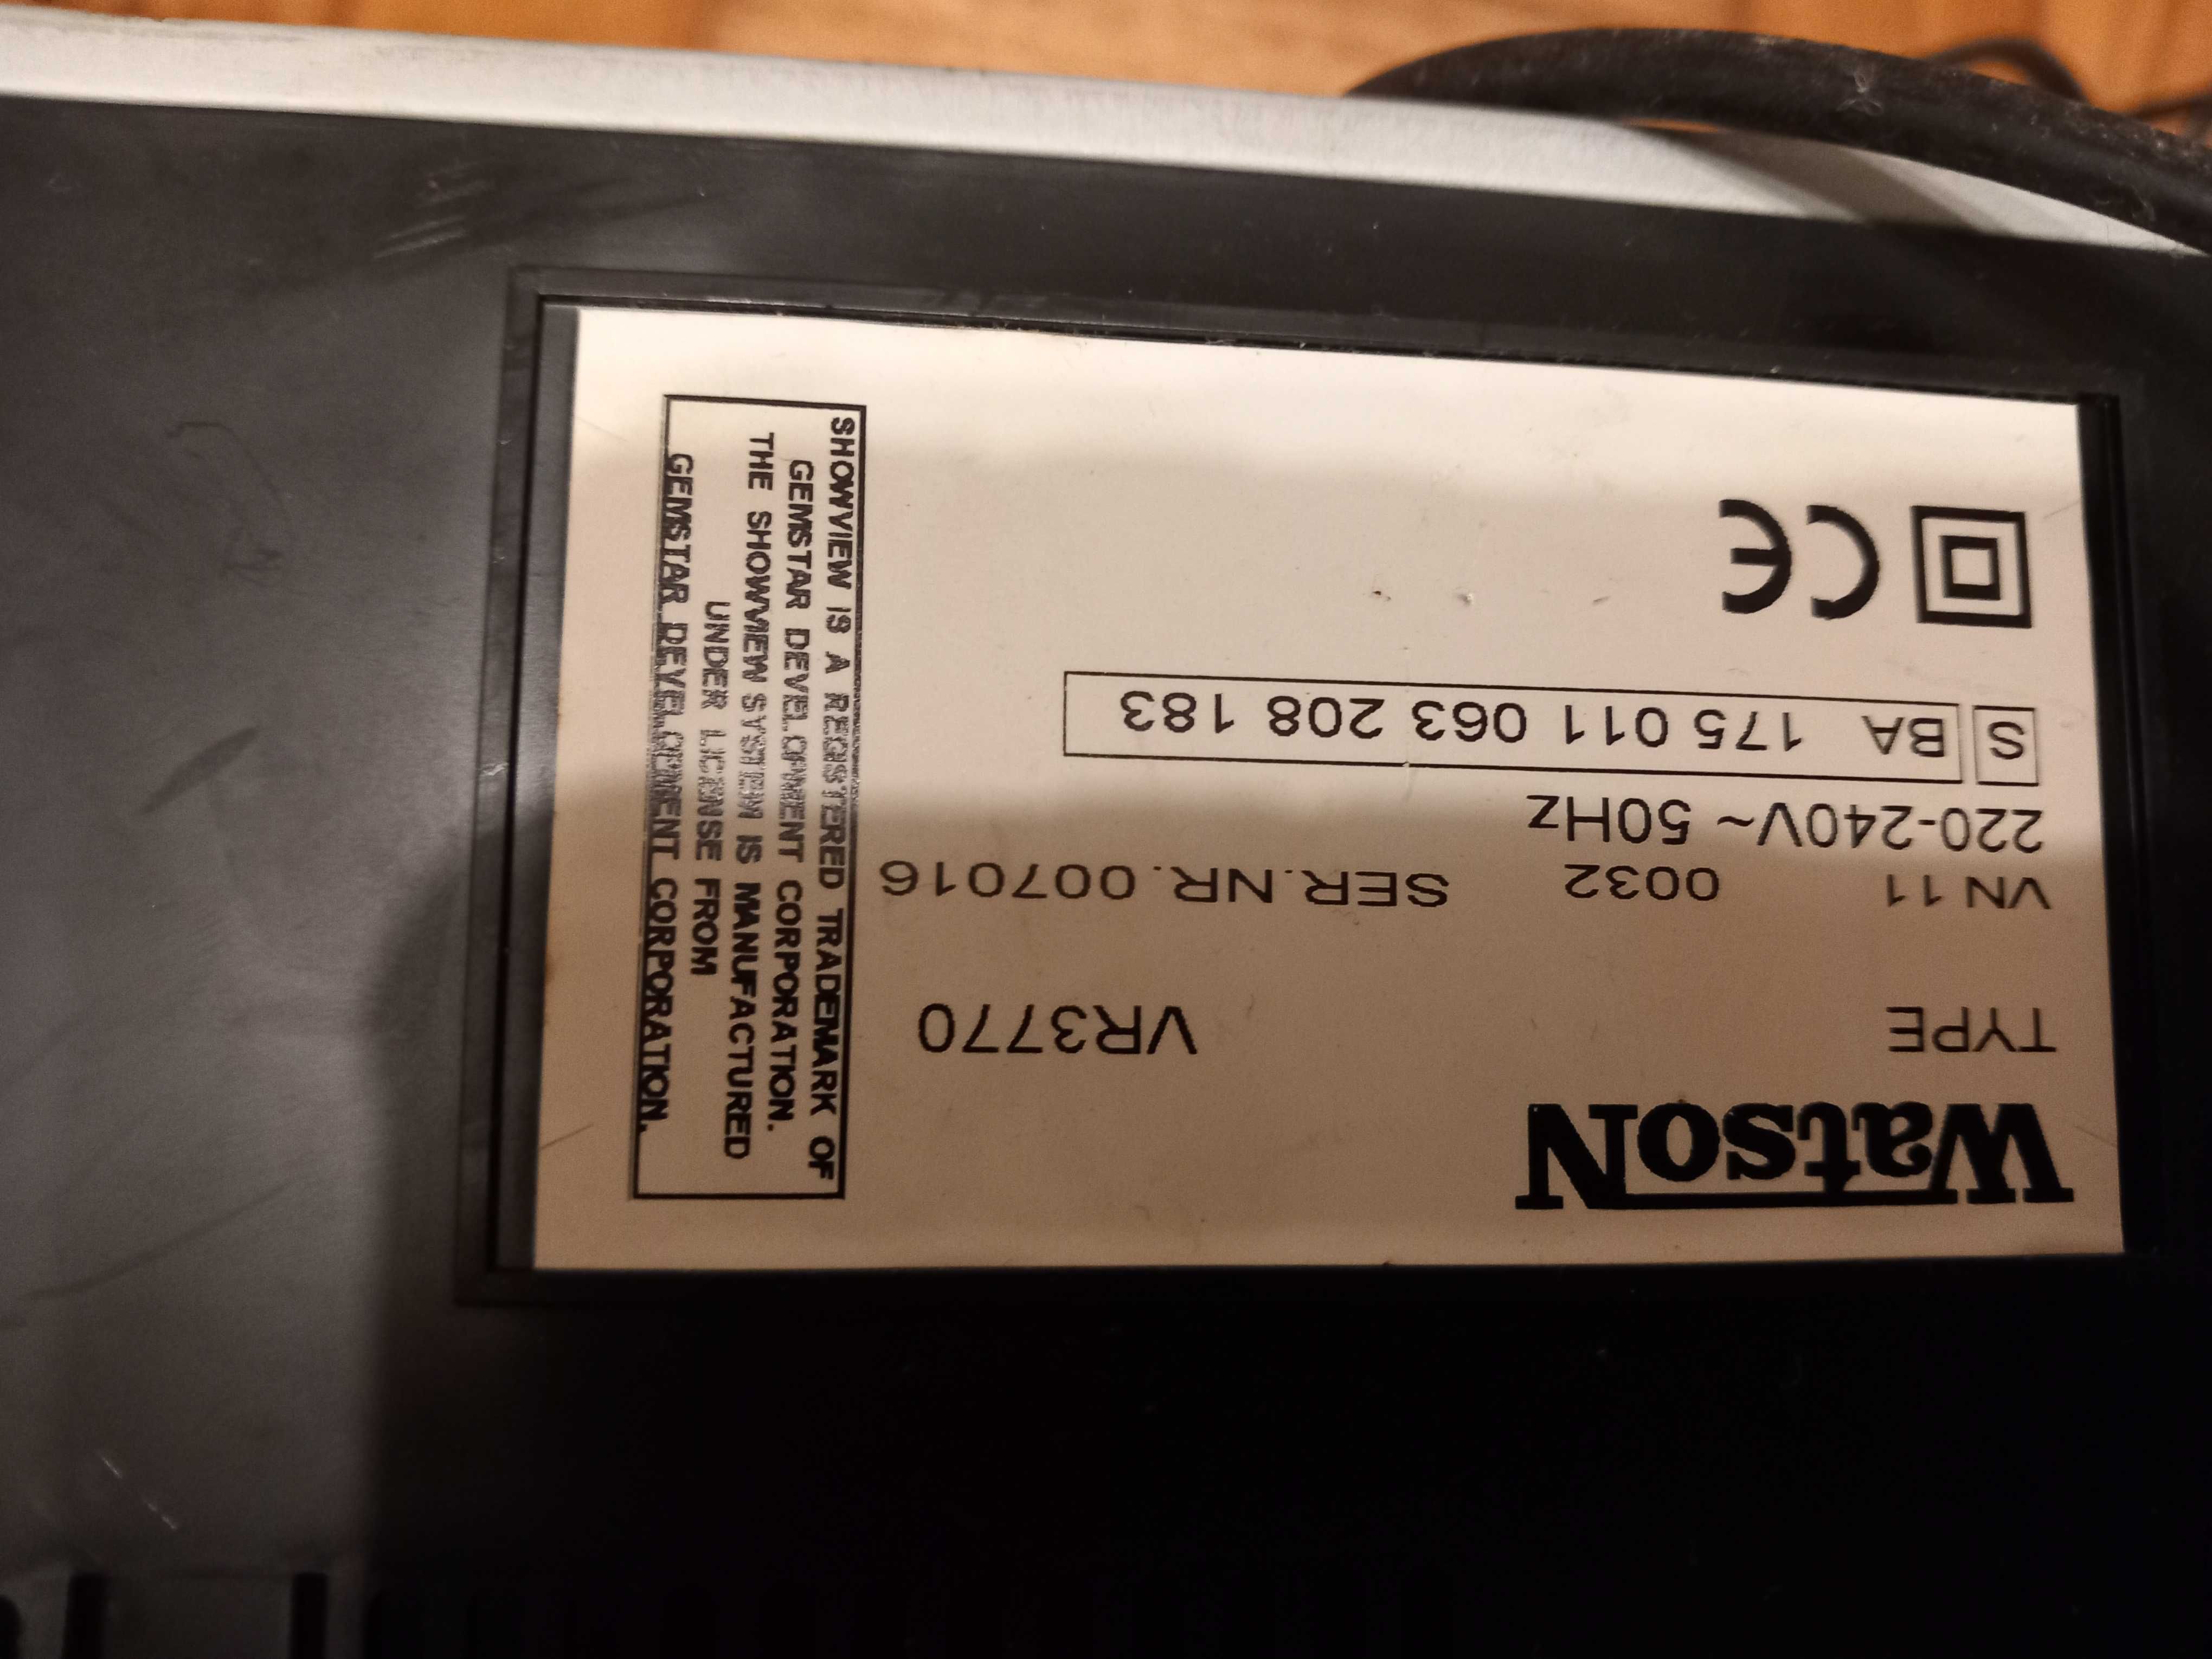 WatsoN
TYPE VR3770
VN 11 0032 SER.NR. 007016
220-240V~ 50Hz
S BA 175 011 063 208 183
CE
SHOWVIEW IS A REGISTERED TRADEMARK OF
GEMSTAR DEVELOPMENT CORPORATION.
THE SHOWVIEW SYSTEM IS MANUFACTURED
UNDER LICENSE FROM
GEMSTAR DEVELOPMENT CORPORATION.